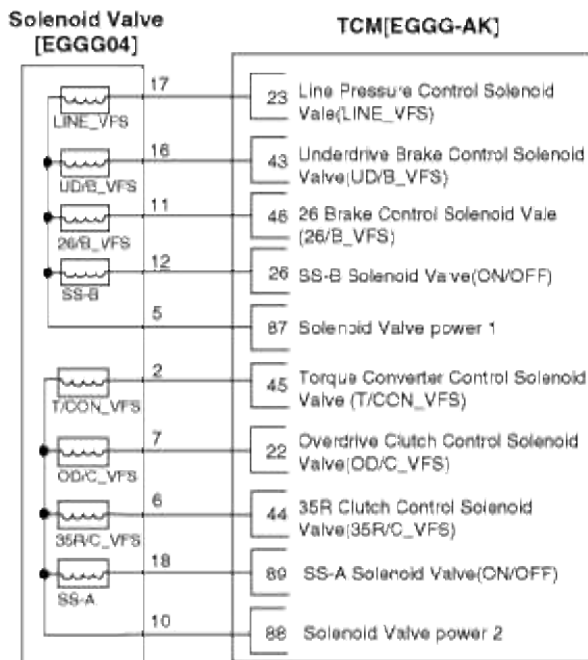 Solenoid Valve
[EGGG04]
TCM[EGGG-AK]
17
LINE_VFS
23
Line Pressure Control Solenoid
Vale(LINE_VFS)
16
UD/B_VFS
43
Underdrive Brake Control Solenoid
Valve(UD/B_VFS)
11
26/B_VFS
46
26 Brake Control Solenoid Vale
(26/B_VFS)
12
SS-B
26
SS-B Solenoid Valve(ON/OFF)
5
87
Solenoid Valve power 1
2
T/CON_VFS
45
Torque Converter Control Solenoid
Valve (T/CON_VFS)
7
OD/C_VFS
22
Overdrive Clutch Control Solenoid
Valve(OD/C_VFS)
6
35R/C_VFS
44
35R Clutch Control Solenoid
Valve(35R/C_VFS)
18
SS-A
89
SS-A Solenoid Valve(ON/OFF)
10
88
Solenoid Valve power 2